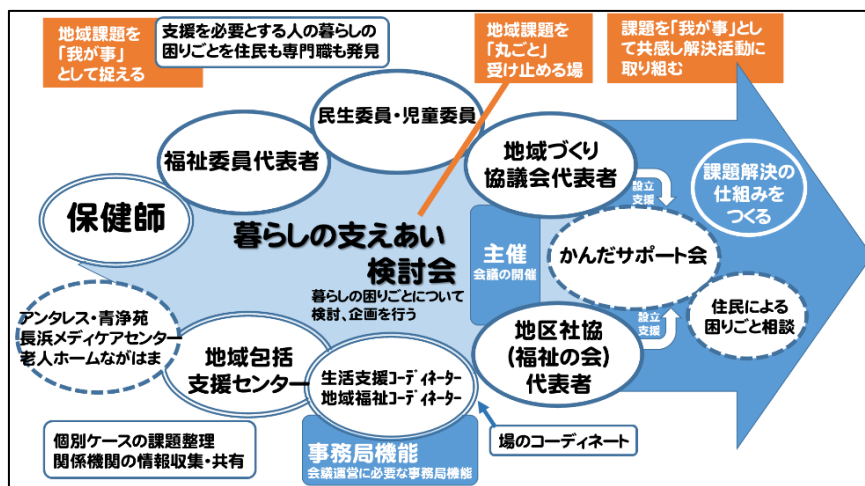 地域課題を
「我が事」
として捉える
支援を必要とする人の暮らしの
困りごとを住民も専門職も発見
地域課題を
「丸ごと」
受け止める場
課題を「我が事」とし
て共感し解決活動に
取り組む
民生委員・児童委員
福祉委員代表者
地域づくり
協議会代表者
保健師
設立
支援
課題解決の
仕組みを
つくる
暮らしの支えあい
検討会
暮らしの困りごとについて
検討、企画を行う
主催
会議の開催
かんだサポート会
アンタレス・青浄苑
長浜メディケアセンター
老人ホームながはま
地域包括
支援センター
生活支援コーディネーター
地域福祉コーディネーター
地区社協
(福祉の会)
代表者
設立
支援
住民による
困りごと相談
個別ケースの課題整理
関係機関の情報収集・共有
事務局機能
会議運営に必要な事務局機能
場のコーディネート